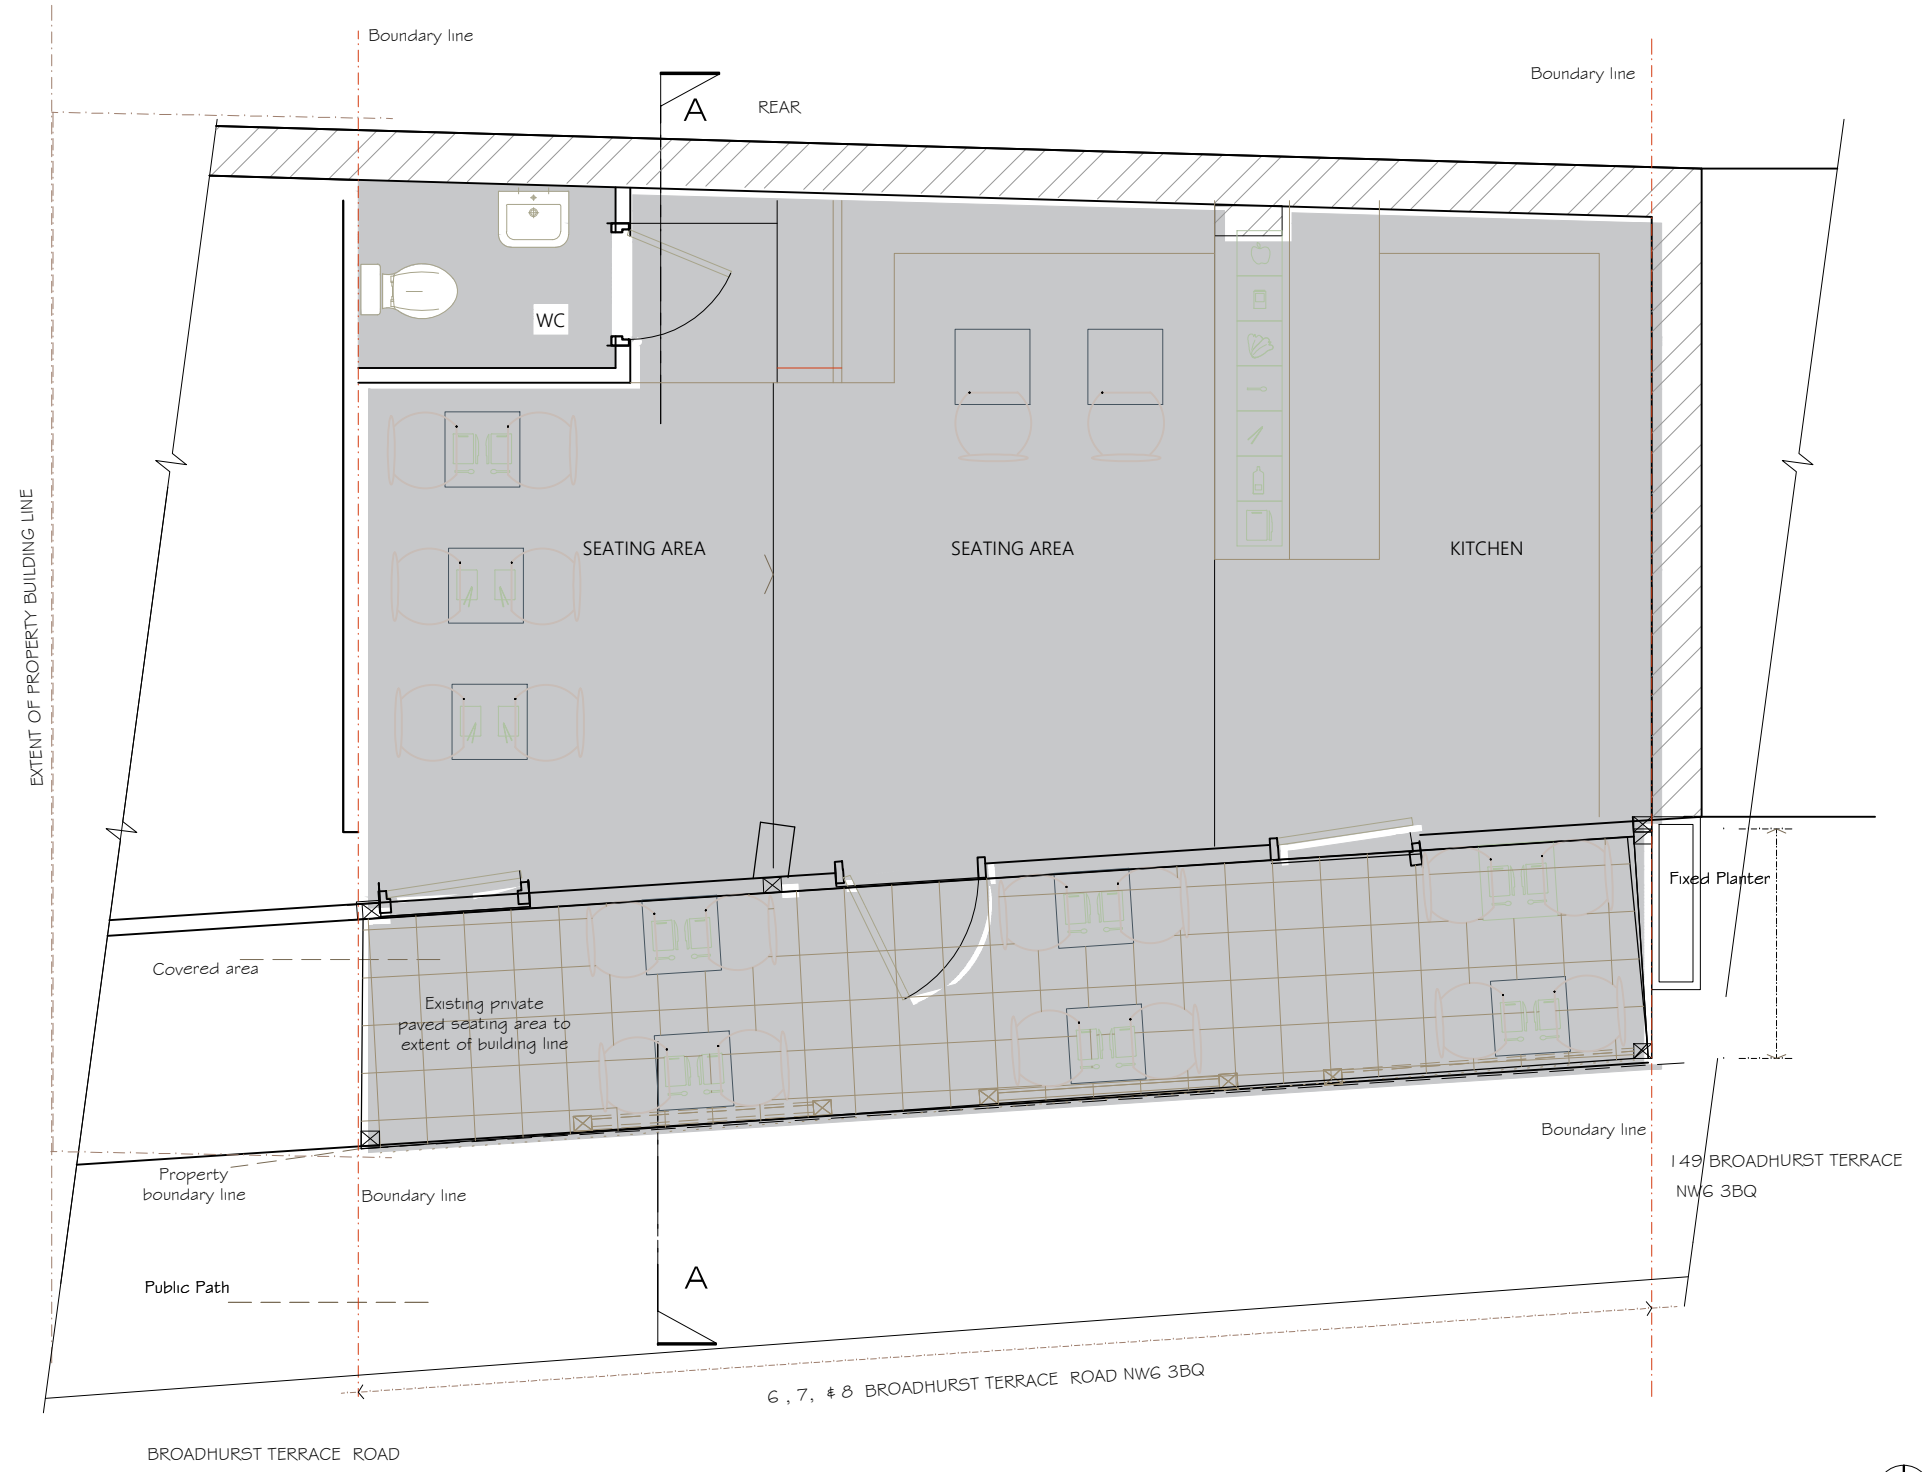 Boundary line
Boundary line
A
REAR
WC
EXTENT OF PROPERTY BUILDING LINE
SEATING AREA
SEATING AREA
KITCHEN
Fixed Planter
Covered area
Existing private
paved seating area to
extent of building line
Boundary line
Property
boundary line
Boundary line
149 BROADHURST TERRACE
NW6 3BQ
Public Path
A
6 , 7, & 8 BROADHURST TERRACE ROAD NW6 3BQ
BROADHURST TERRACE ROAD